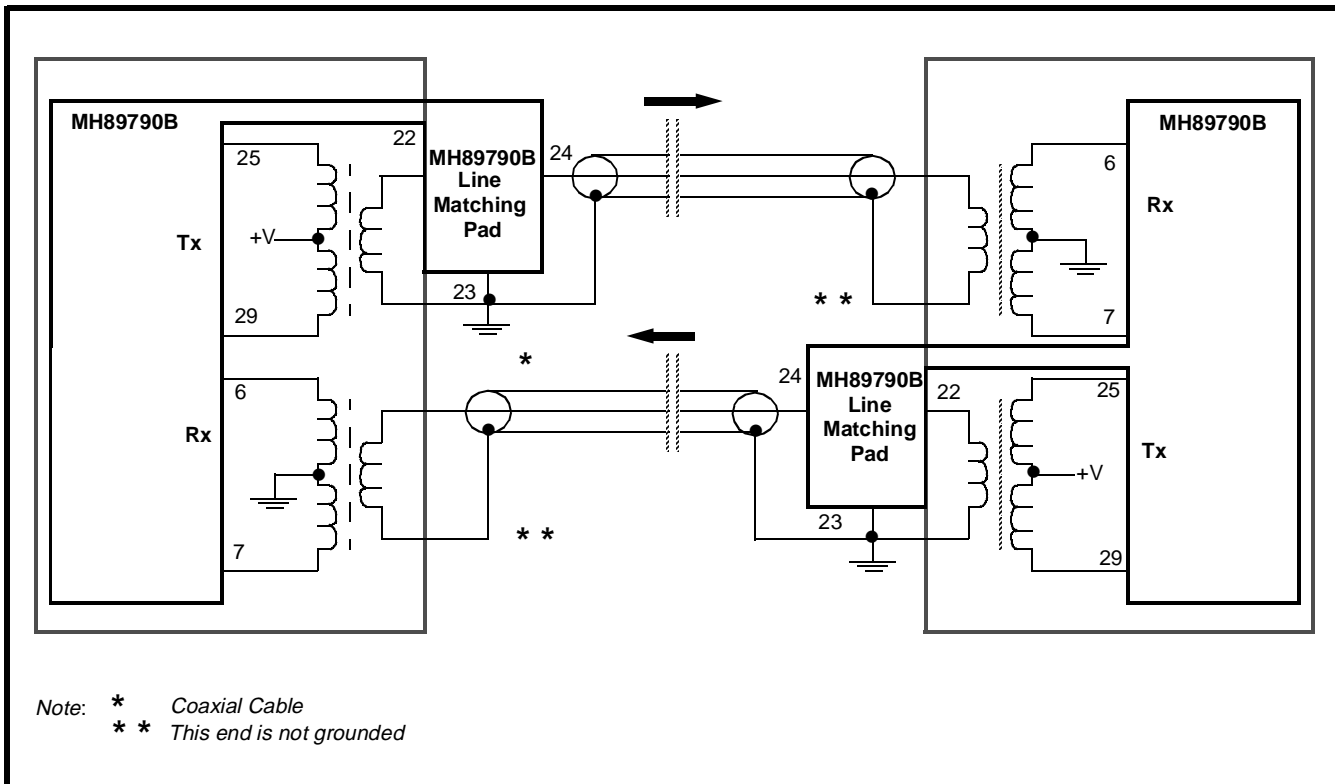 MH89790B
MH89790B
22
25
MH89790B
Line
Matching
Pad
24
6
Rx
Tx
+V
23
* *
29
7
*
6
24
MH89790B
Line
Matching
Pad
22
25
Rx
Tx
+V
23
* *
7
29
Note: * Coaxial Cable
* * This end is not grounded